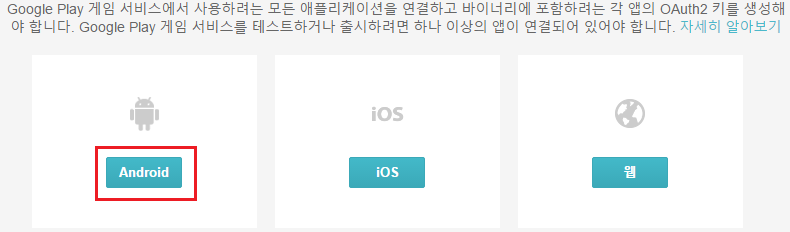 Google Play 게임 서비스에서 사용하려는 모든 애플리케이션을 연결하고 바이너리에 포함하려는 각 앱의 OAuth2 키를 생성해
야 합니다. Google Play 게임 서비스를 테스트하거나 출시하려면 하나 이상의 앱이 연결되어 있어야 합니다. 자세히 알아보기
iOS
Android
iOS
웹